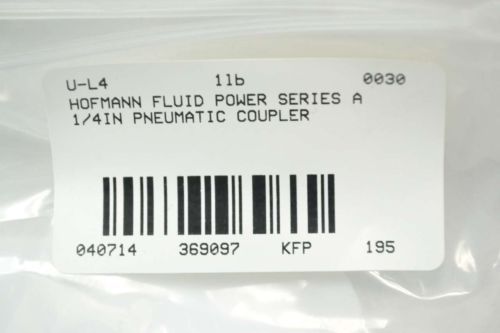 U-L4 1lb 0030
HOFMANN FLUID POWER SERIES A
1/4IN PNEUMATIC COUPLER
040714 369097 KFP 195